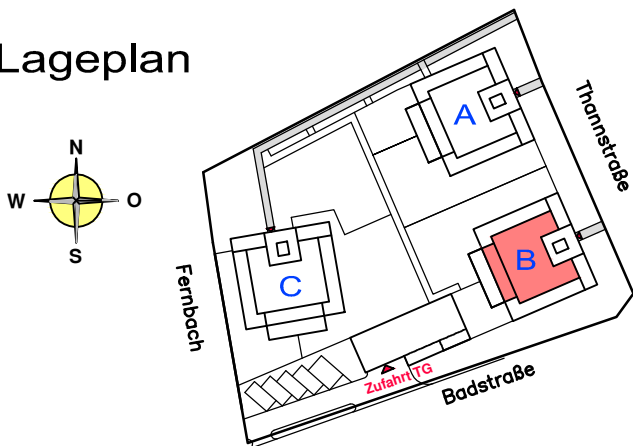 Lageplan
N
W
O
S
A
B
C
Thannstraße
Fernbach
Zufahrt TG
Badstraße